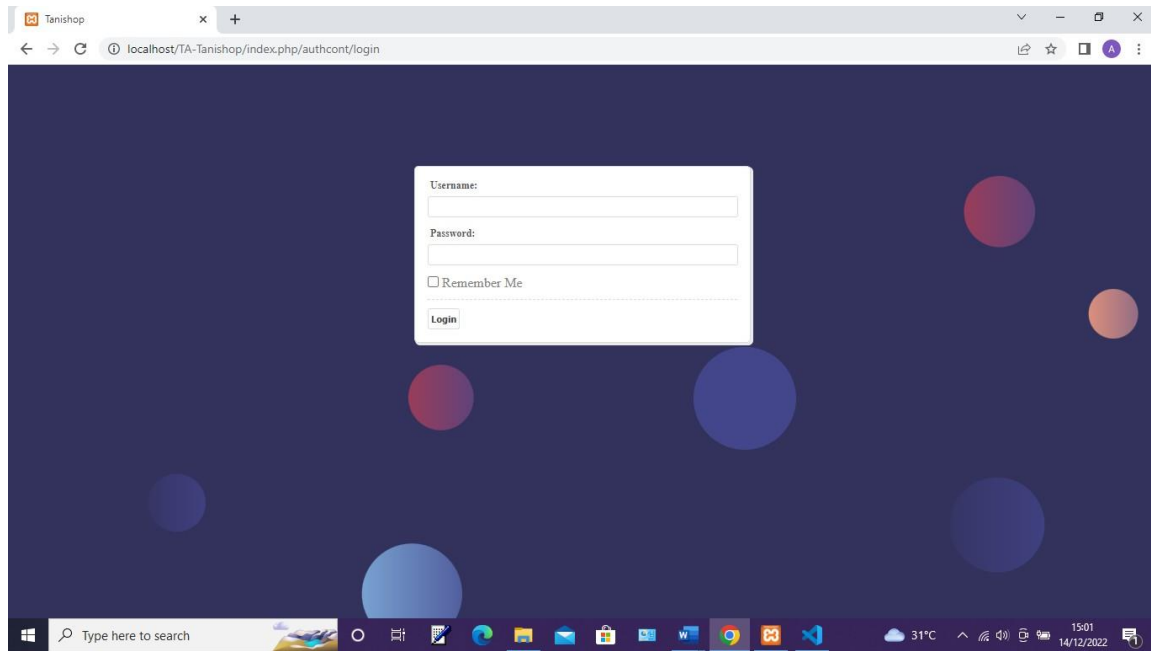 Tanishop
localhost/TA-Tanishop/index.php/authcont/login
A
Username:
Password:
Remember Me
Login
Type here to search
31°C
15:01
14/12/2022
1